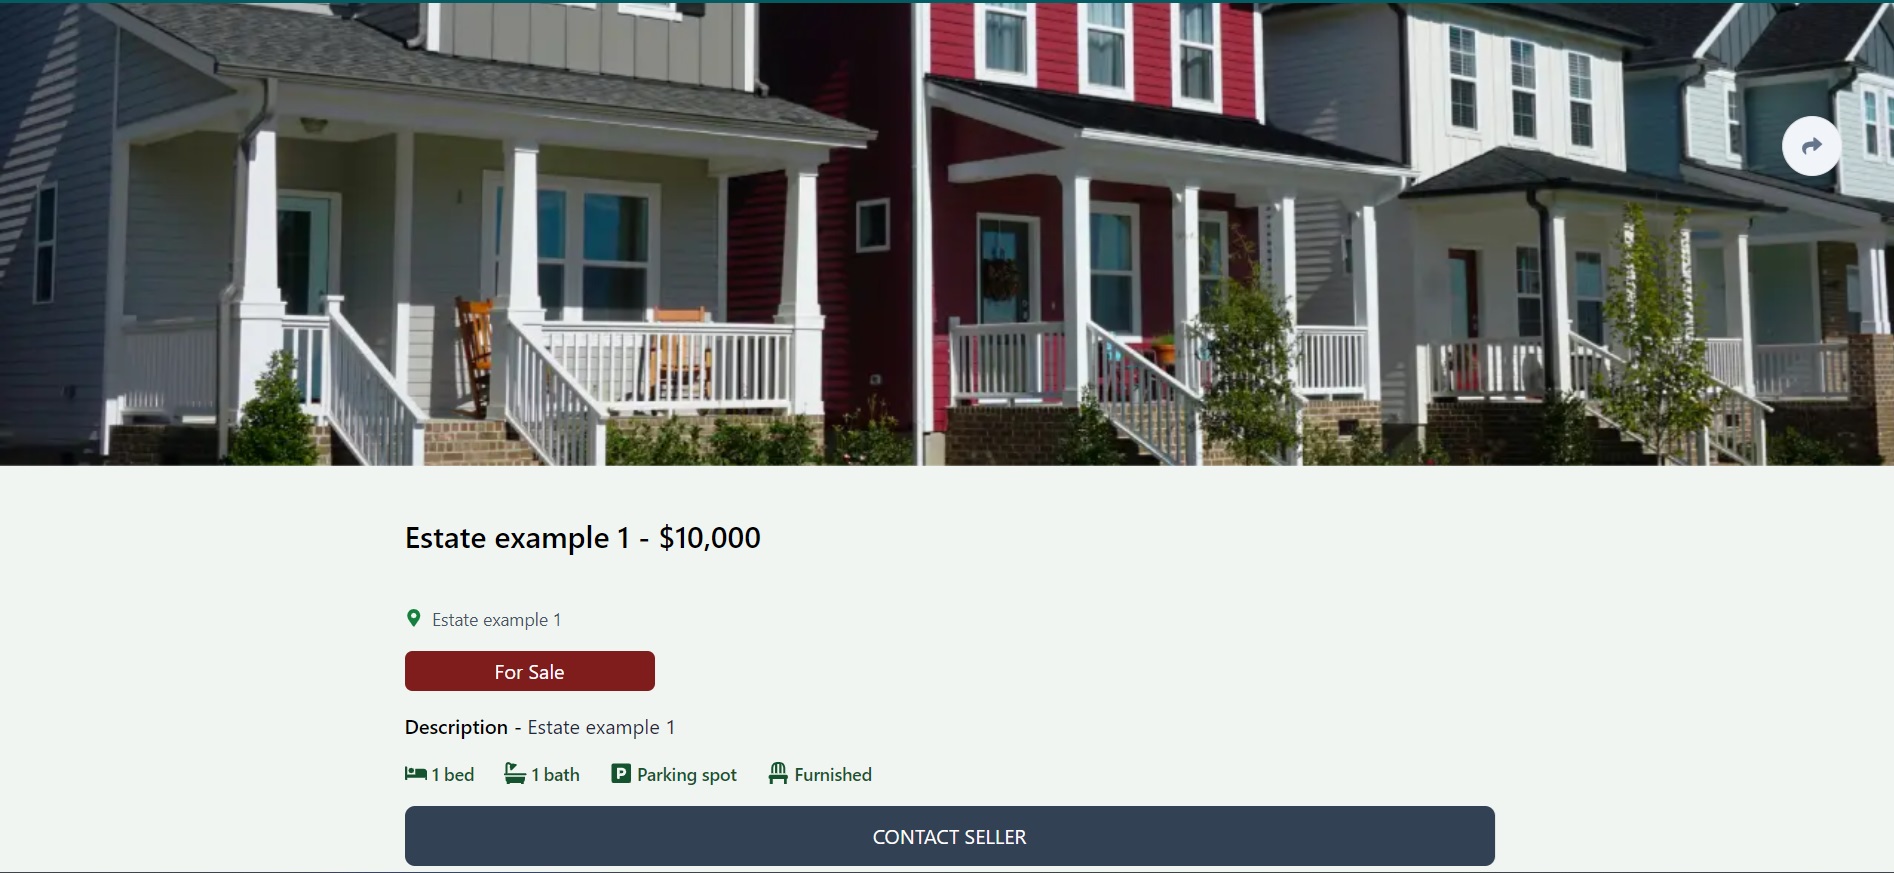 Estate example 1 - $10,000
Estate example 1
For Sale
Description - Estate example 1
1 bed 1 bath P Parking spot Furnished
CONTACT SELLER